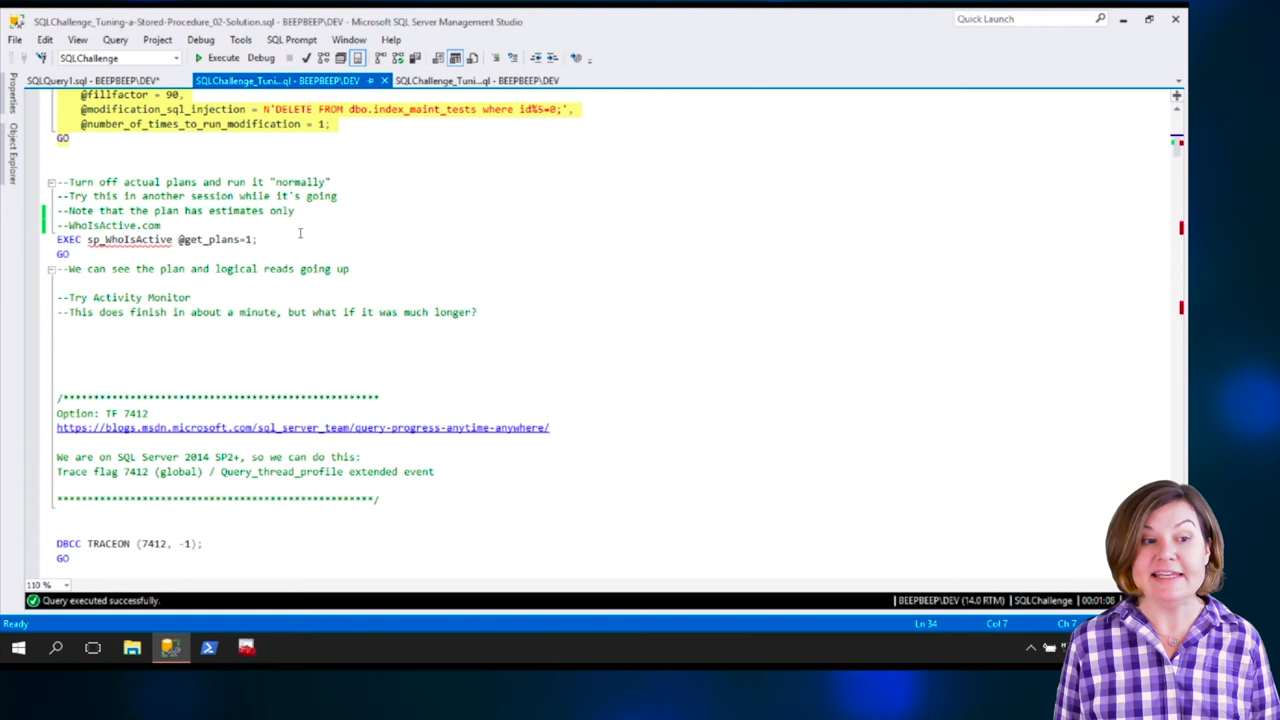 SQLChallenge_Tuning-a-Stored-Procedure_02-Solution.sql - BEEPBEEP\DEV - Microsoft SQL Server Management Studio
Quick Launch
File Edit View Query Project Debug Tools SQL Prompt Window Help
SQLChallenge Execute Debug
SQLQuery1.sql - BEEPBEEP\DEV* SQLChallenge_Tuni...ql - BEEPBEEP\DEV SQLChallenge_Tuni...ql - BEEPBEEP\DEV
Properties
Object Explorer
@fillfactor = 90,
@modification_sql_injection = N'DELETE FROM dbo.index_maint_tests where id%5=0;',
@number_of_times_to_run_modification = 1;
GO
--Turn off actual plans and run it "normally"
--Try this in another session while it's going
--Note that the plan has estimates only
--WhoIsActive.com
EXEC sp_WhoIsActive @get_plans=1;
GO
--We can see the plan and logical reads going up
--Try Activity Monitor
--This does finish in about a minute, but what if it was much longer?
/**************************************************
Option: TF 7412
https://blogs.msdn.microsoft.com/sql_server_team/query-progress-anytime-anywhere/
We are on SQL Server 2014 SP2+, so we can do this:
Trace flag 7412 (global) / Query_thread_profile extended event
**************************************************/
DBCC TRACEON (7412, -1);
GO
110 %
Query executed successfully. BEEPBEEP\DEV (14.0 RTM) SQLChallenge 00:01:08
Ready Ln 34 Col 7 Ch 7